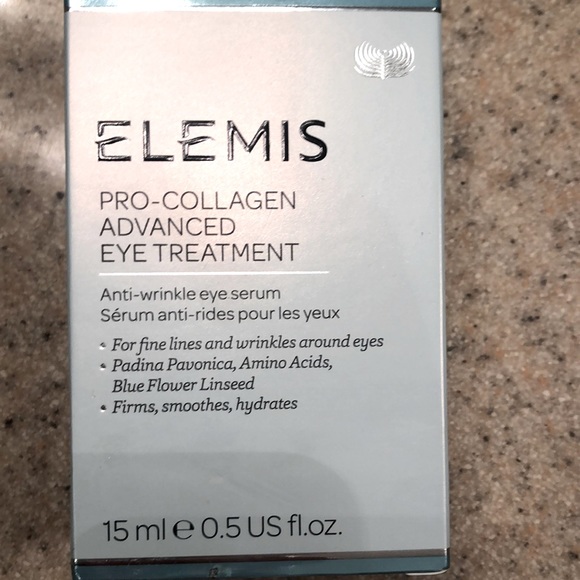 ELEMIS
PRO-COLLAGEN
ADVANCED
EYE TREATMENT
Anti-wrinkle eye serum
Sérum anti-rides pour les yeux
• For fine lines and wrinkles around eyes
• Padina Pavonica, Amino Acids,
Blue Flower Linseed
• Firms, smoothes, hydrates
15 ml ℮ 0.5 US fl.oz.